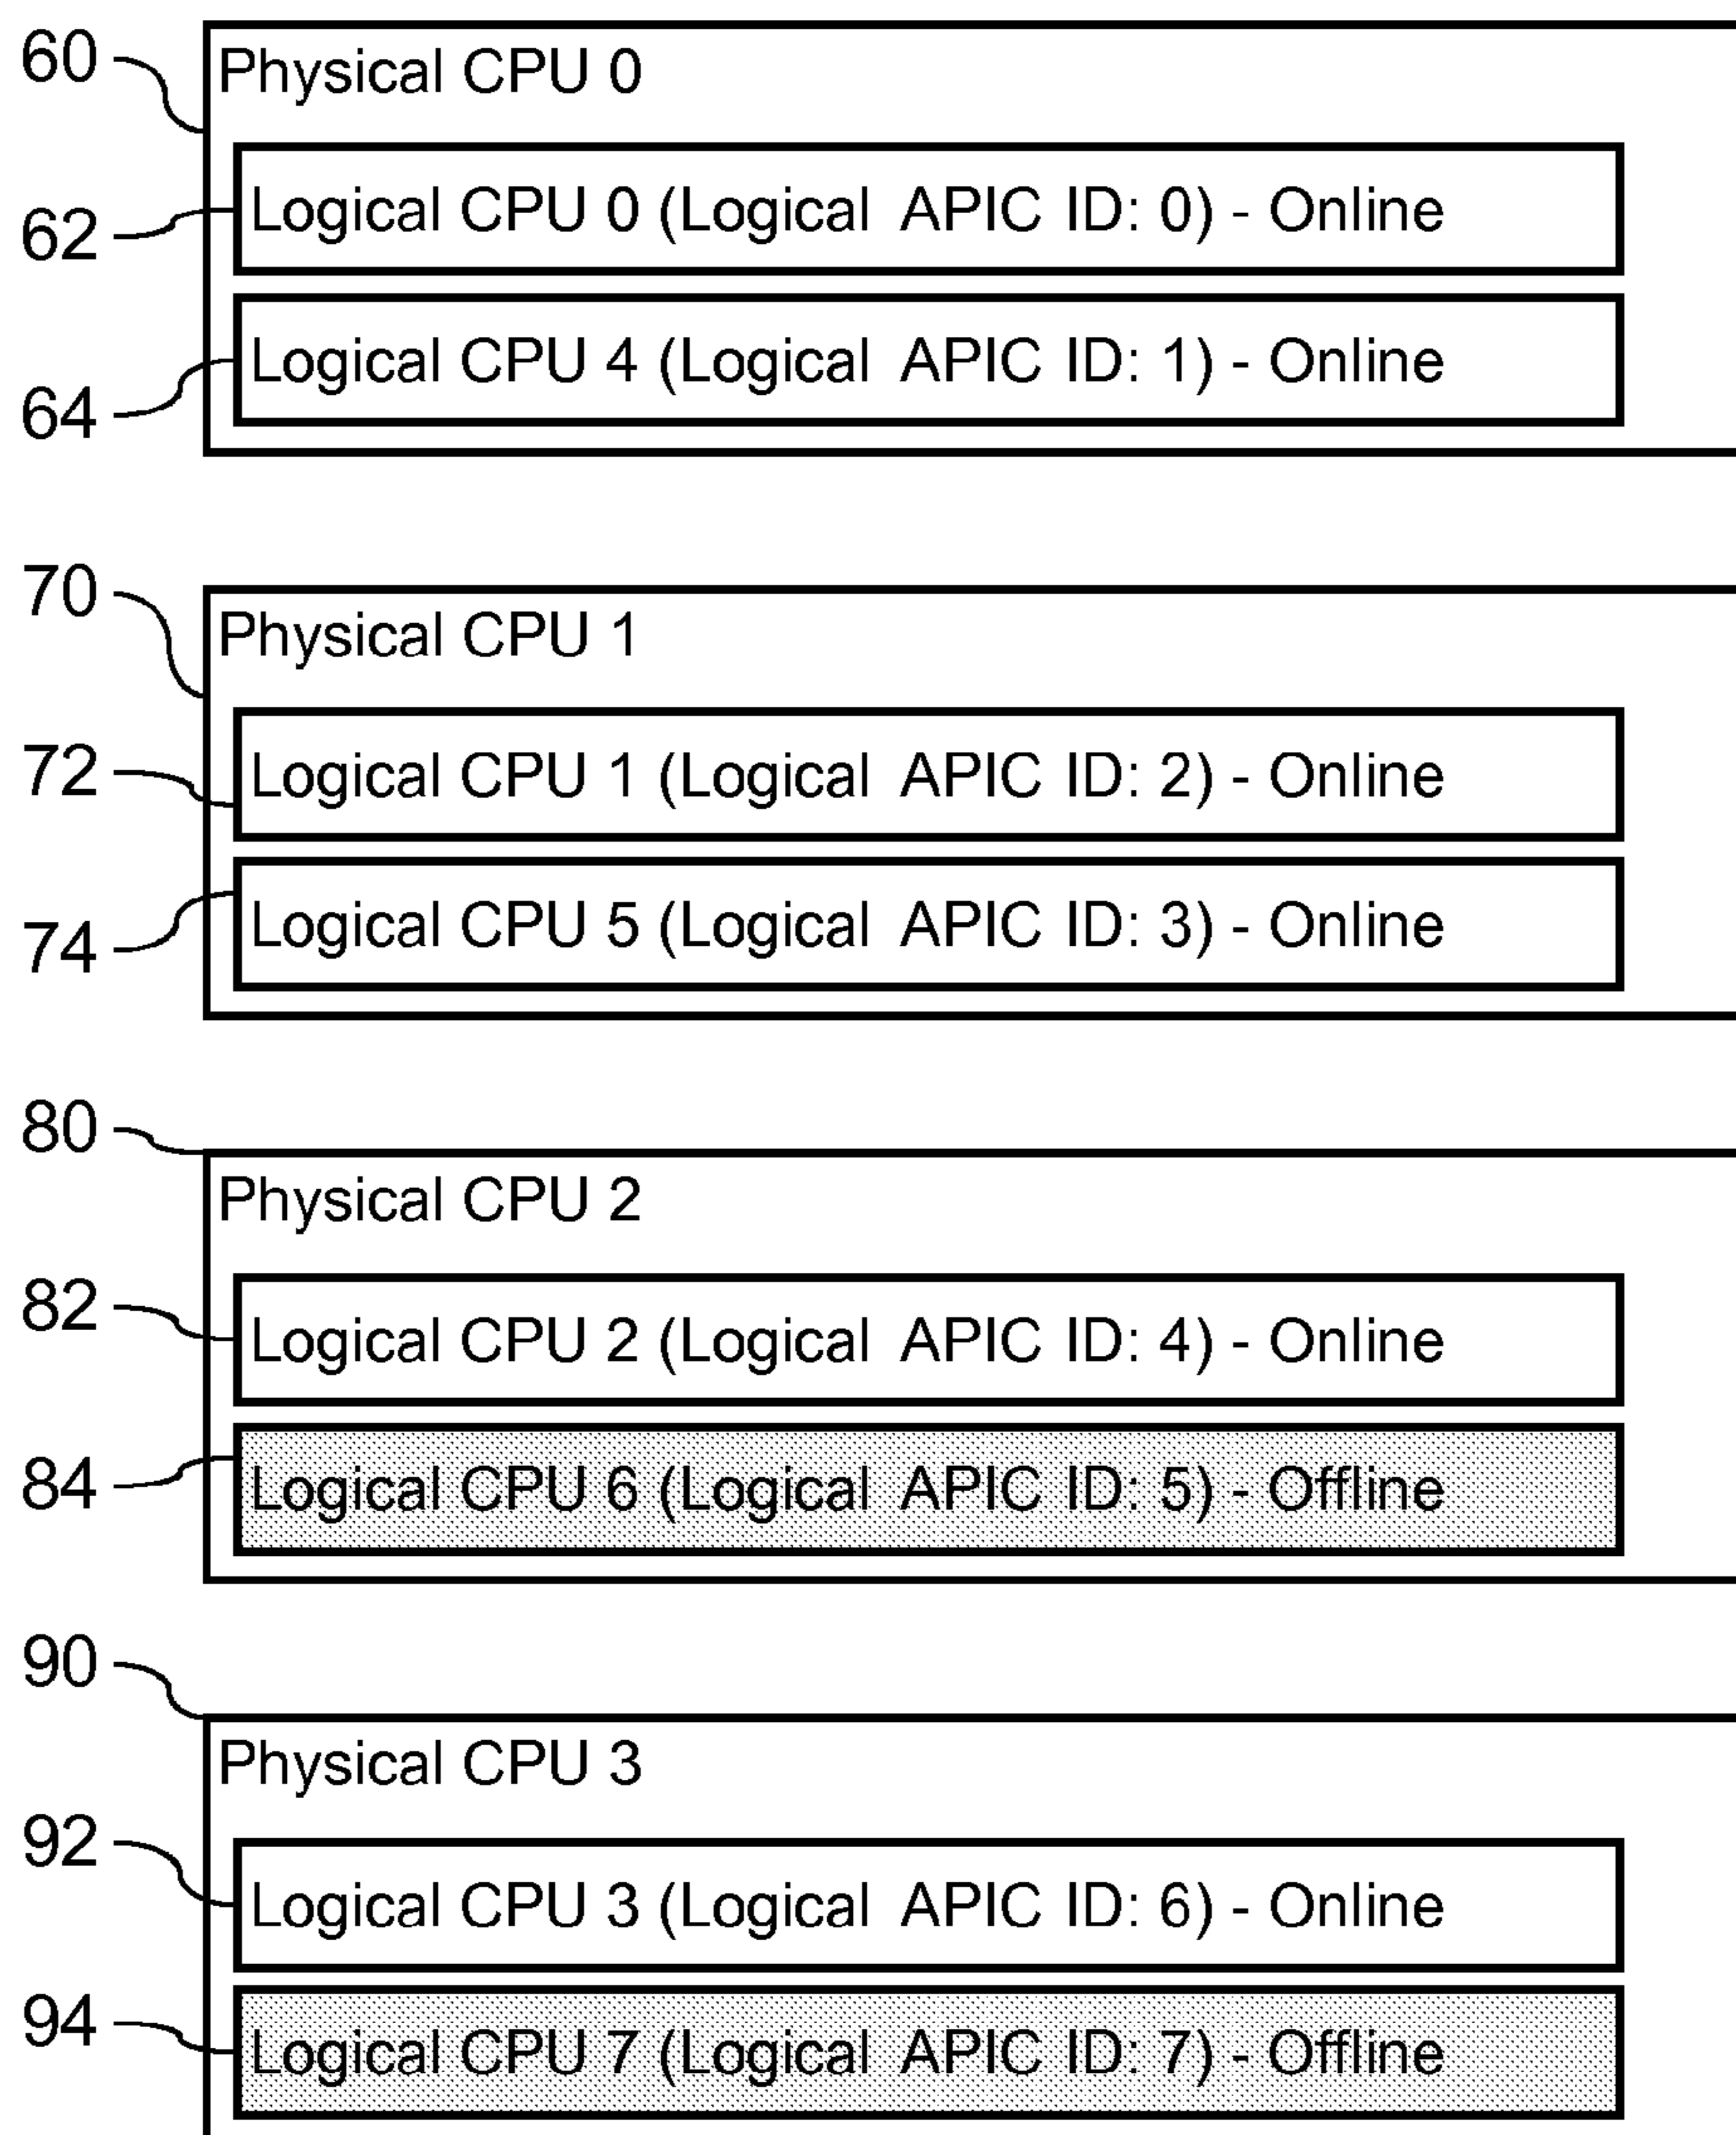 60
Physical CPU 0
62
Logical CPU 0 (Logical APIC ID: 0) - Online
64
Logical CPU 4 (Logical APIC ID: 1) - Online
70
Physical CPU 1
72
Logical CPU 1 (Logical APIC ID: 2) - Online
74
Logical CPU 5 (Logical APIC ID: 3) - Online
80
Physical CPU 2
82
Logical CPU 2 (Logical APIC ID: 4) - Online
84
Logical CPU 6 (Logical APIC ID: 5) - Offline
90
Physical CPU 3
92
Logical CPU 3 (Logical APIC ID: 6) - Online
94
Logical CPU 7 (Logical APIC ID: 7) - Offline